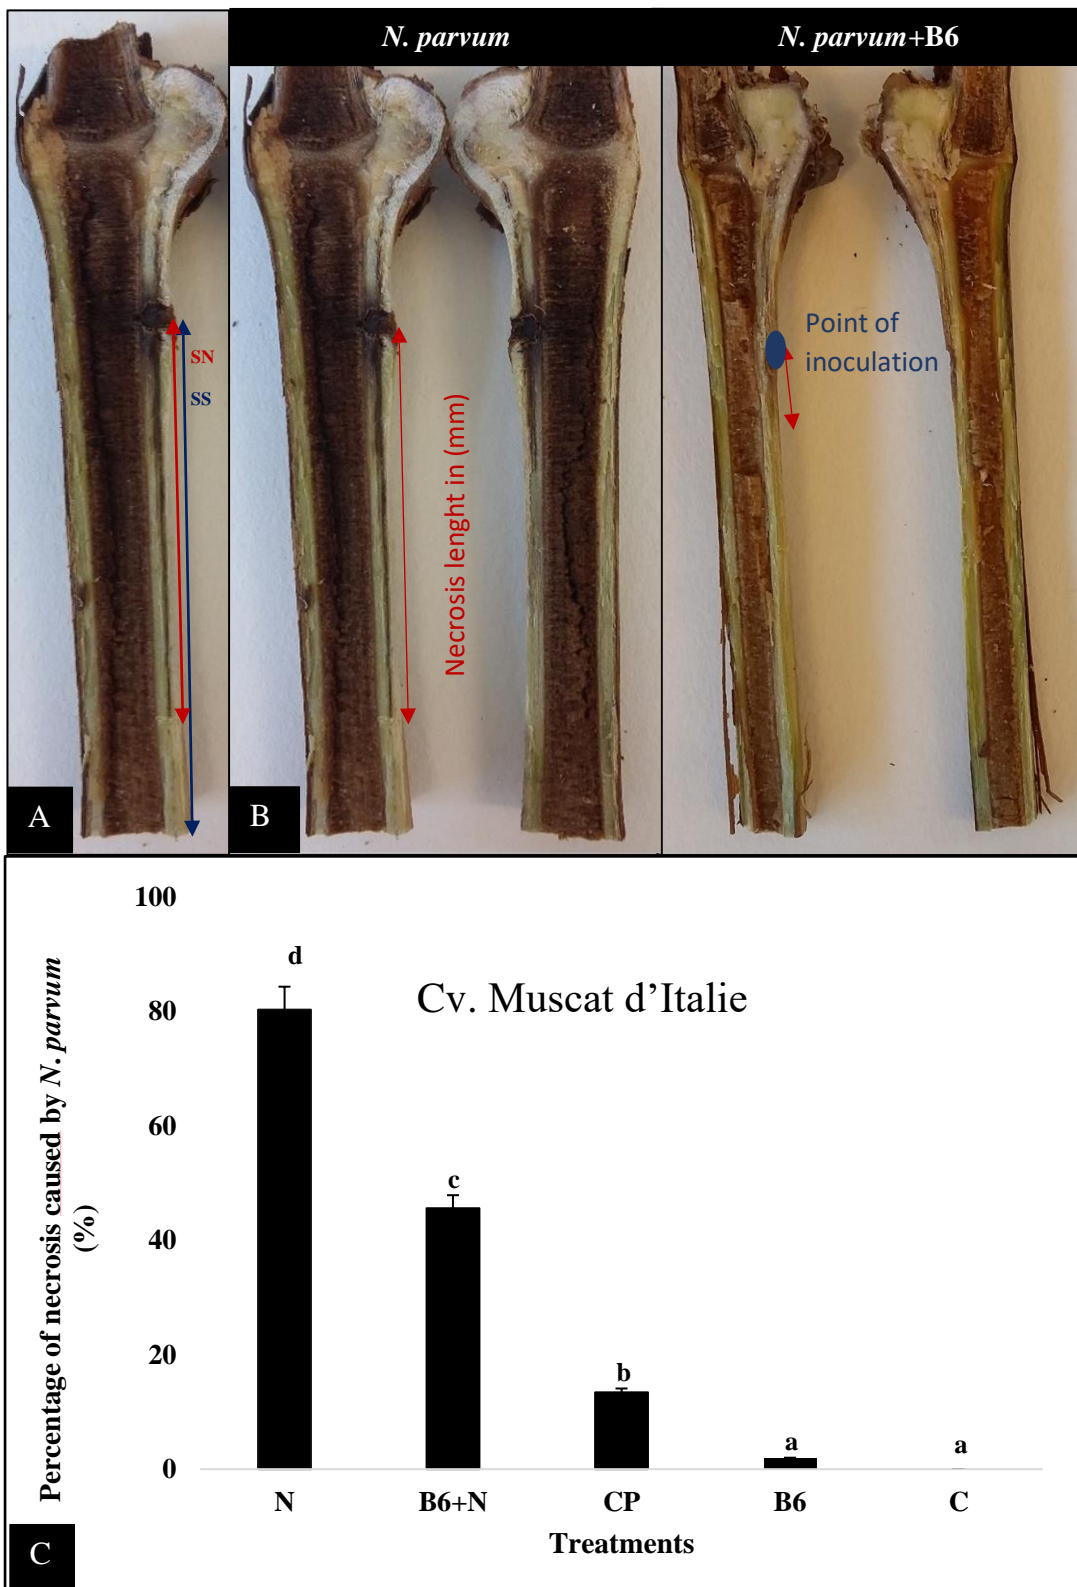 N. parvum
N. parvum+B6
SN
SS
Necrosis lenght in (mm)
Point of
inoculation
A
B
100
80
60
40
20
0
Percentage of necrosis caused by N. parvum
(%)
Cv. Muscat d’Italie
d
c
b
a
a
N
B6+N
CP
B6
C
Treatments
C